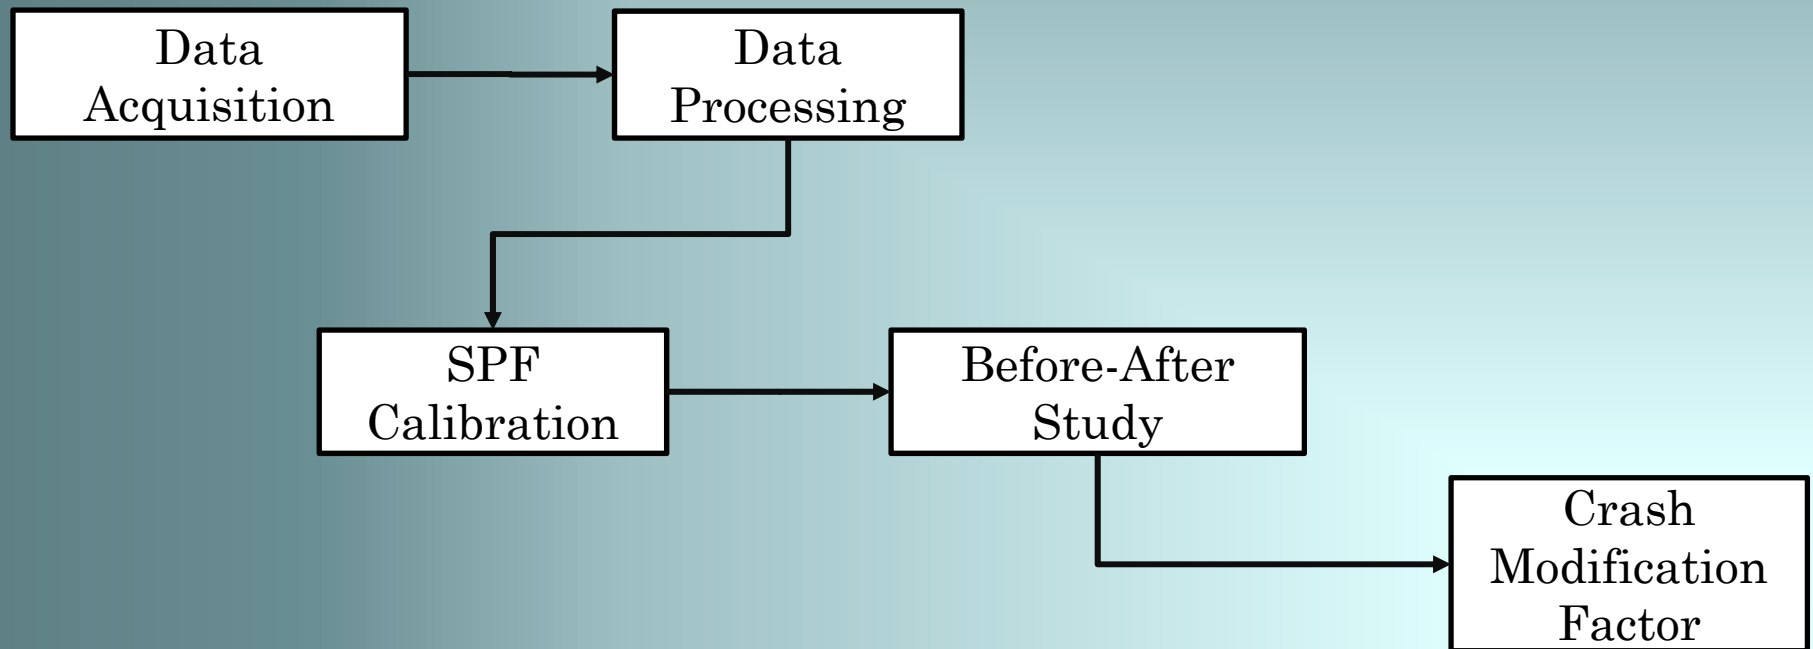 Data
Acquisition
Data
Processing
SPF
Calibration
Before-After
Study
Crash
Modification
Factor